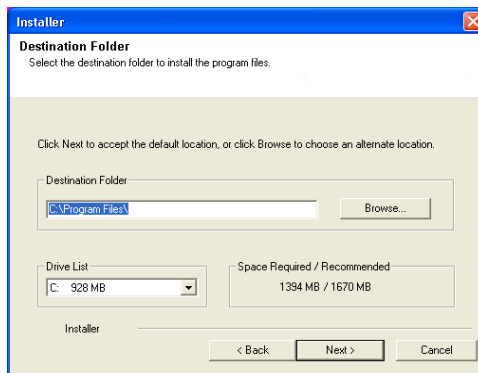 Installer
Destination Folder
Select the destination folder to install the program files.
Click Next to accept the default location, or click Browse to choose an alternate location.
Destination Folder
C:\Program Files\
Browse...
Drive List
C: 928 MB
Space Required / Recommended
1394 MB / 1670 MB
Installer
< Back
Next >
Cancel